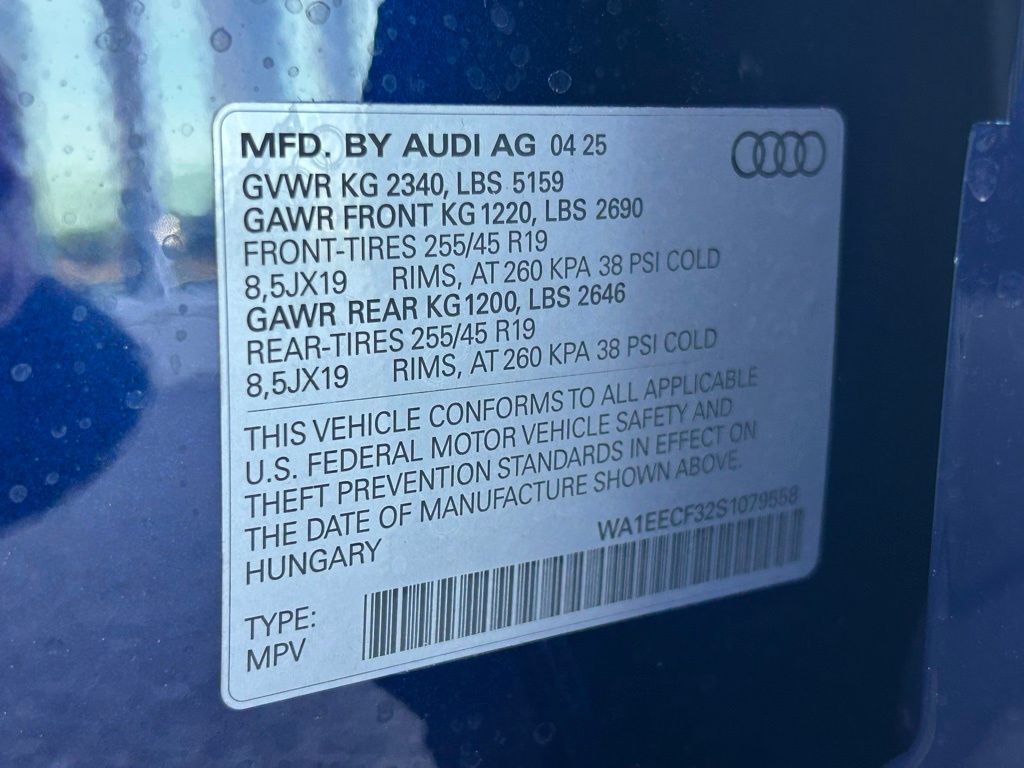 MFD. BY AUDI AG 04 25
GVWR KG 2340, LBS 5159
GAWR FRONT KG 1220, LBS 2690
FRONT-TIRES 255/45 R19
8,5JX19 RIMS, AT 260 KPA 38 PSI COLD
GAWR REAR KG 1200, LBS 2646
REAR-TIRES 255/45 R19
8,5JX19 RIMS, AT 260 KPA 38 PSI COLD
THIS VEHICLE CONFORMS TO ALL APPLICABLE
U.S. FEDERAL MOTOR VEHICLE SAFETY AND
THEFT PREVENTION STANDARDS IN EFFECT ON
THE DATE OF MANUFACTURE SHOWN ABOVE.
HUNGARY
WA1EECF32S1079558
TYPE:
MPV